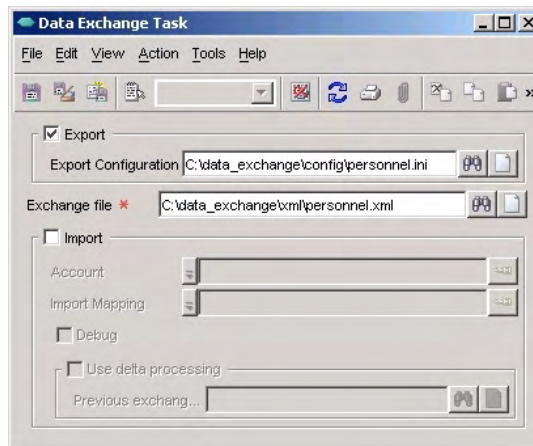 Data Exchange Task
File Edit View Action Tools Help
Export
Export Configuration C:\data_exchange\config\personnel.ini
Exchange file * C:\data_exchange\xml\personnel.xml
Import
Account
Import Mapping
Debug
Use delta processing
Previous exchang...